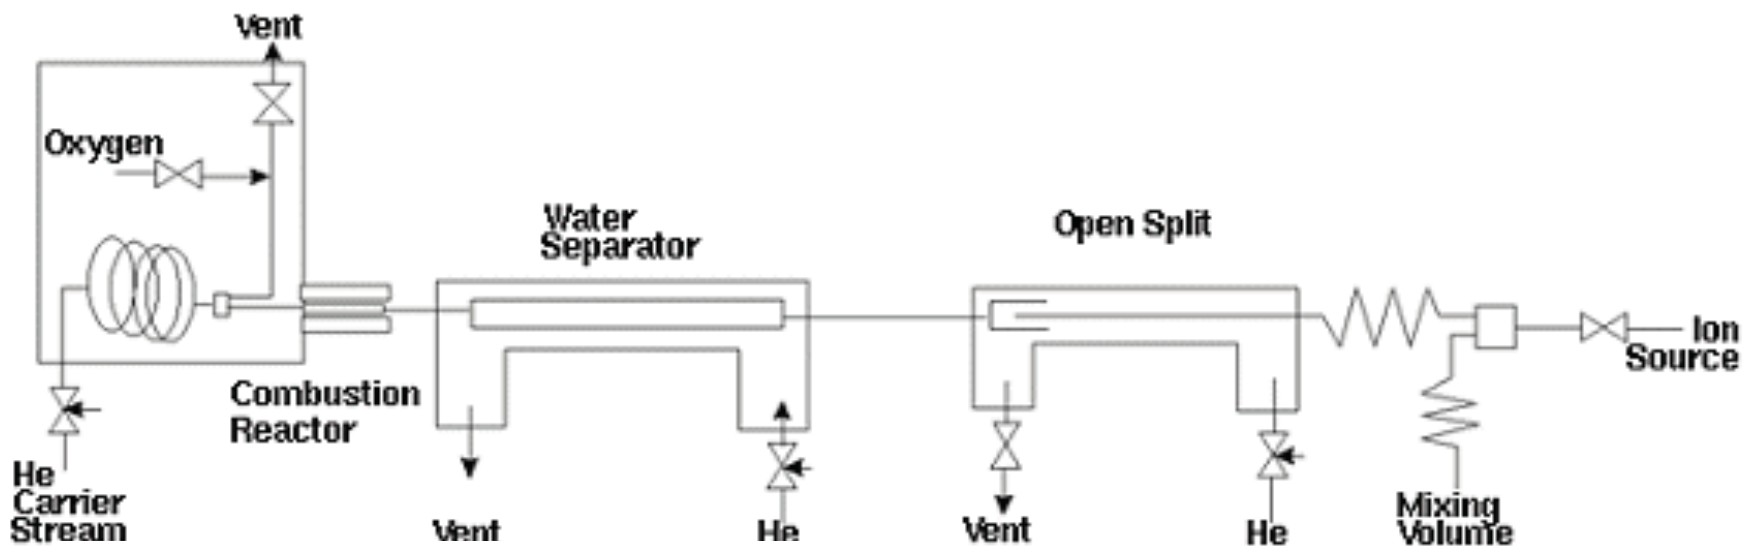 Vent
Oxygen
Water
Separator
Open Split
Ion
Source
Combustion
Reactor
He
Carrier
Stream
Vent
He
Vent
He
Mixing
Volume